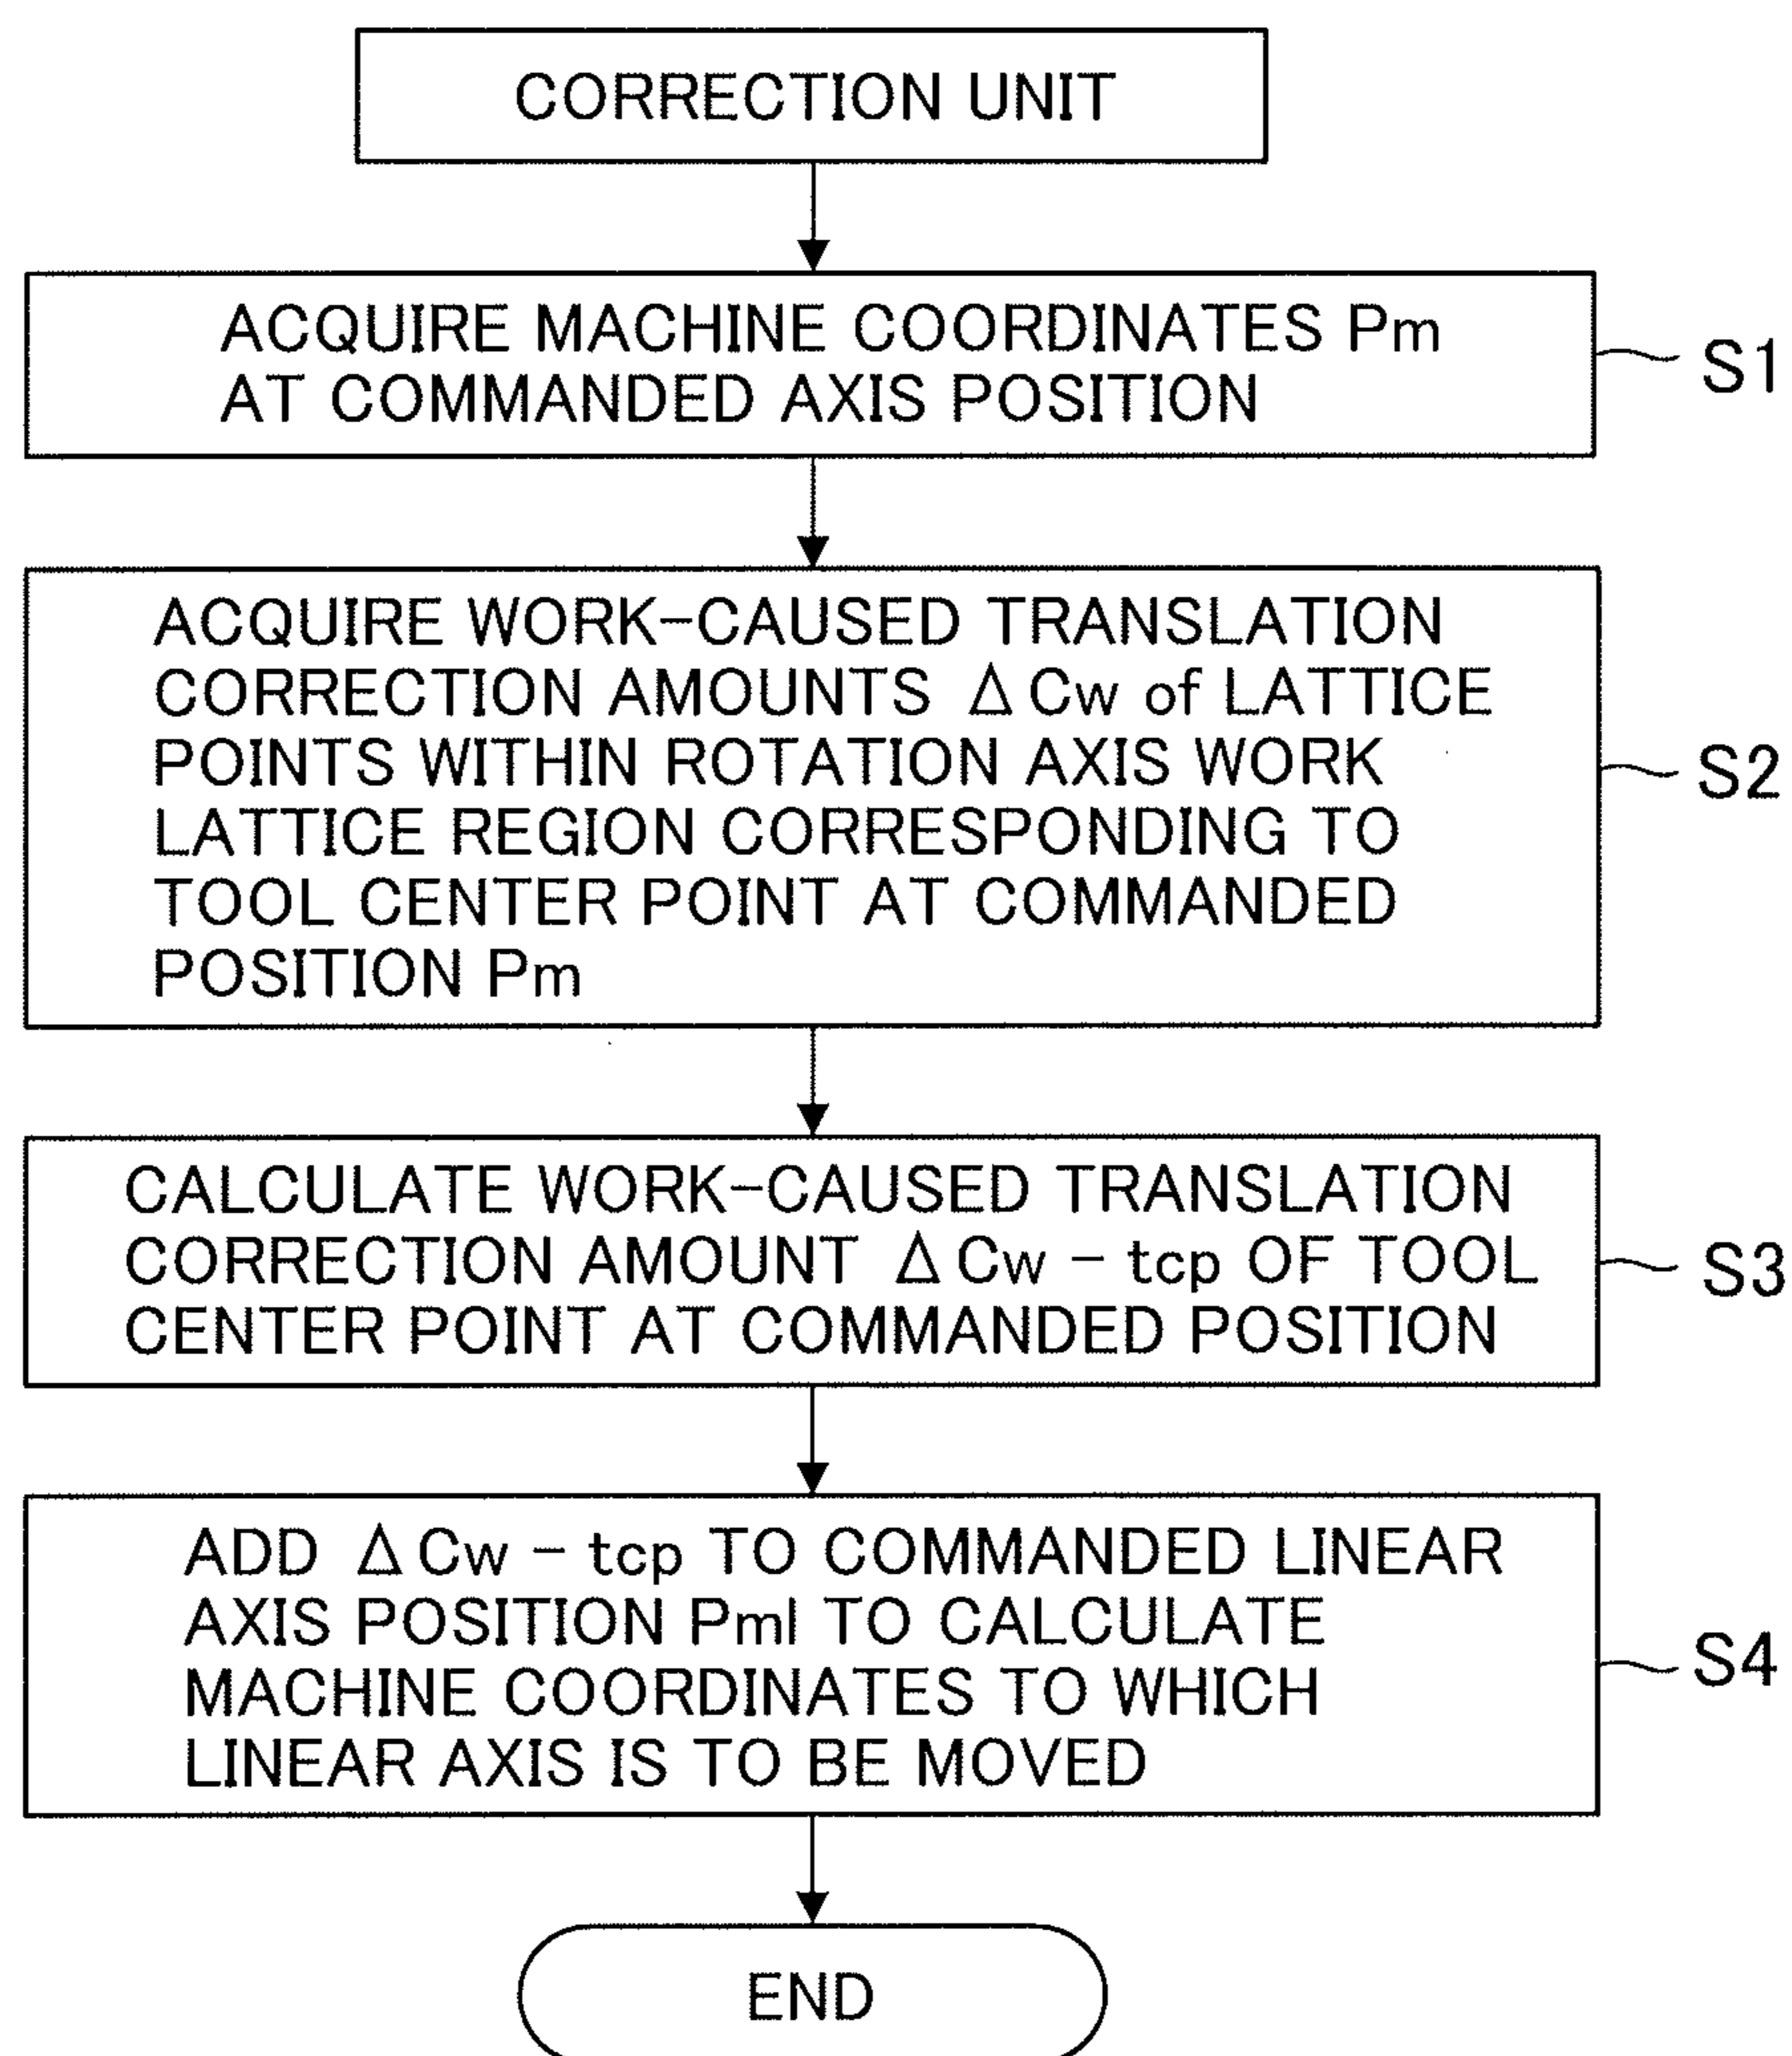 CORRECTION UNIT
ACQUIRE MACHINE COORDINATES Pm
AT COMMANDED AXIS POSITION
S1
ACQUIRE WORK-CAUSED TRANSLATION
CORRECTION AMOUNTS ΔCw of LATTICE
POINTS WITHIN ROTATION AXIS WORK
LATTICE REGION CORRESPONDING TO
TOOL CENTER POINT AT COMMANDED
POSITION Pm
S2
CALCULATE WORK-CAUSED TRANSLATION
CORRECTION AMOUNT ΔCw - tcp OF TOOL
CENTER POINT AT COMMANDED POSITION
S3
ADD ΔCw - tcp TO COMMANDED LINEAR
AXIS POSITION Pml TO CALCULATE
MACHINE COORDINATES TO WHICH
LINEAR AXIS IS TO BE MOVED
S4
END